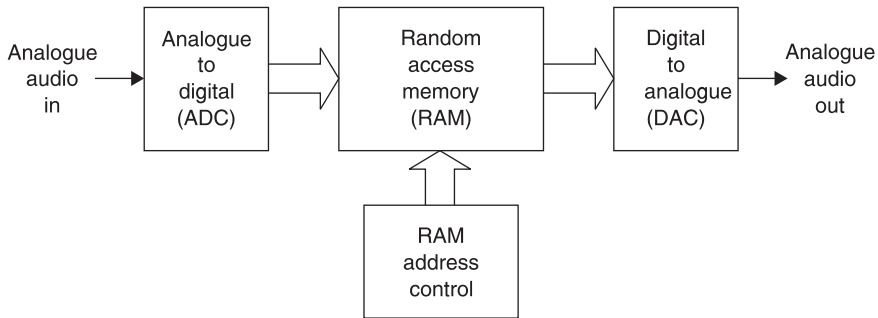 Analogue
audio
in
Analogue
to
digital
(ADC)
Random
access
memory
(RAM)
Digital
to
analogue
(DAC)
Analogue
audio
out
RAM
address
control